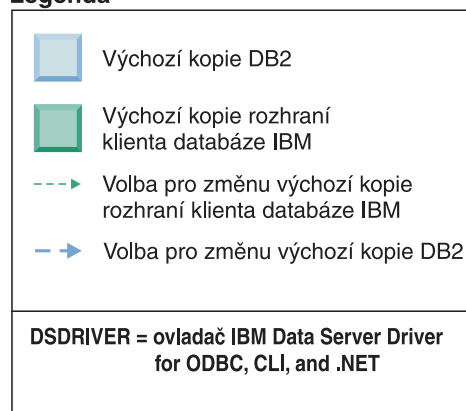 Legenda
Výchozí kopie DB2
Výchozí kopie rozhraní
klienta databáze IBM
Volba pro změnu výchozí kopie
rozhraní klienta databáze IBM
Volba pro změnu výchozí kopie DB2
DSDRIVER = ovladač IBM Data Server Driver
for ODBC, CLI, and .NET